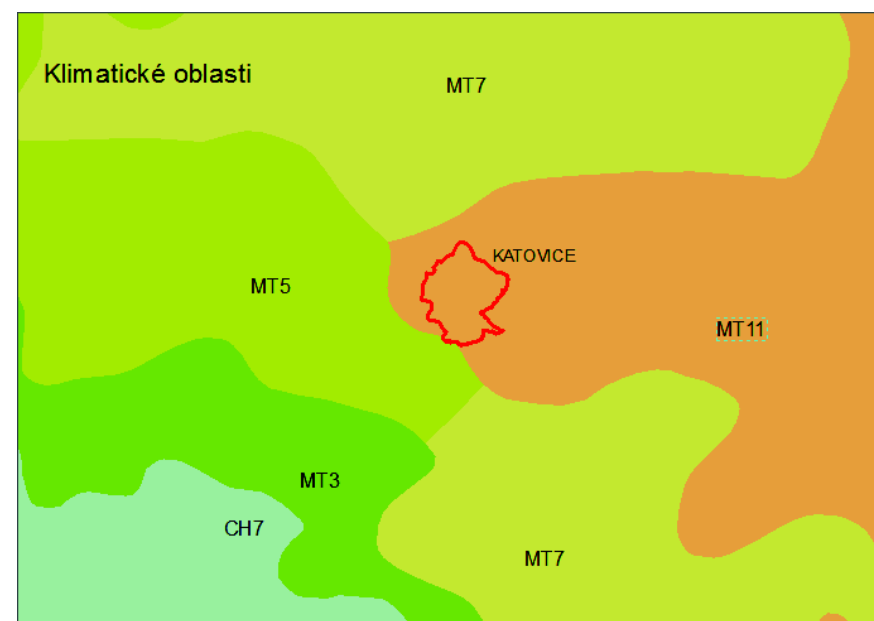 Klimatické oblasti
MT7
KATOVICE
MT5
MT11
MT3
CH7
MT7